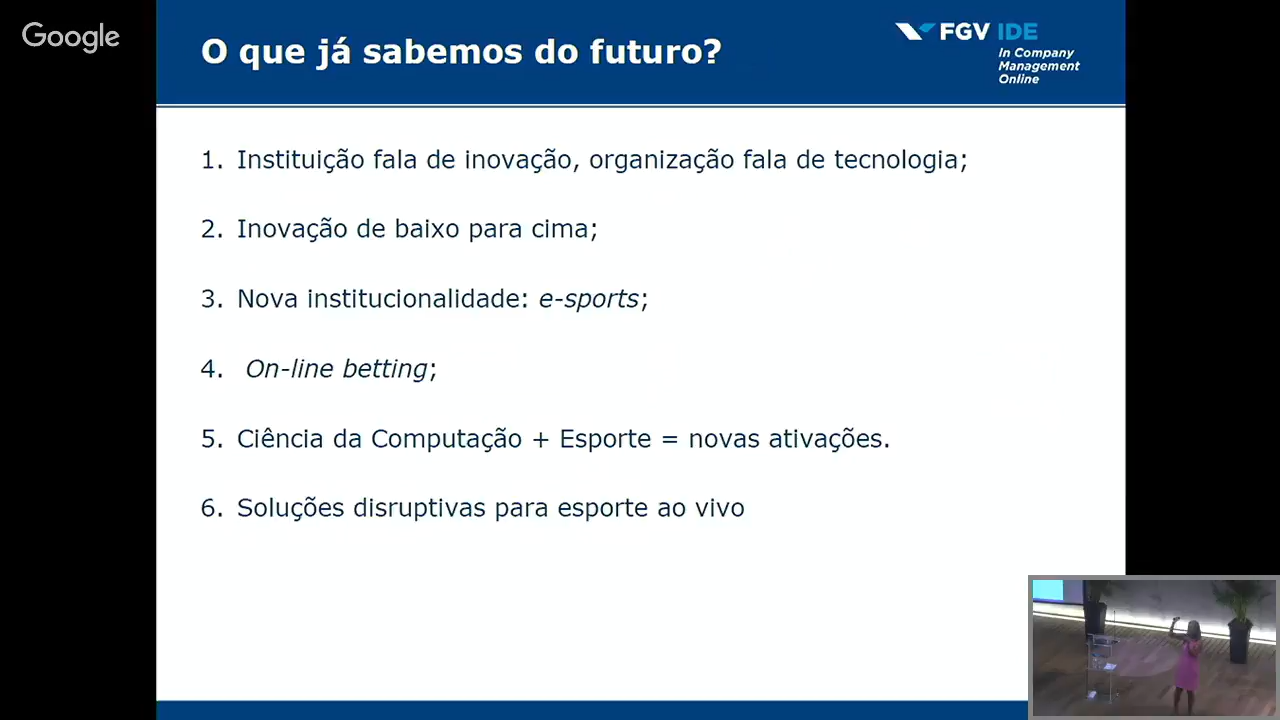 Google
O que já sabemos do futuro?
FGV IDE
In Company
Management
Online
1. Instituição fala de inovação, organização fala de tecnologia;
2. Inovação de baixo para cima;
3. Nova institucionalidade: e-sports;
4. On-line betting;
5. Ciência da Computação + Esporte = novas ativações.
6. Soluções disruptivas para esporte ao vivo